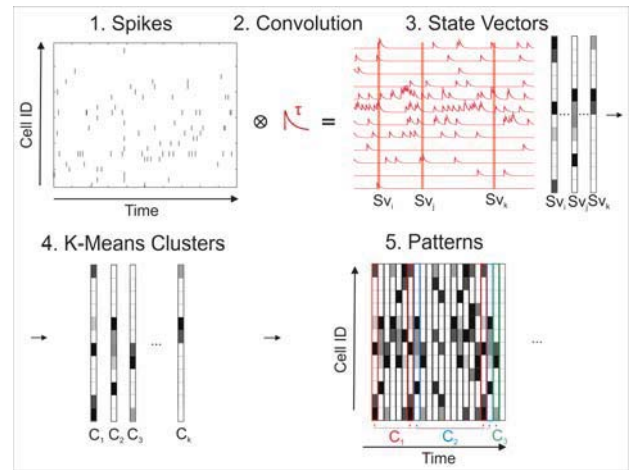 1. Spikes
2. Convolution
3. State Vectors
Cell ID
Time
⊗
τ
=
Sv_i
Sv_j
Sv_k
Sv_i Sv_j Sv_k
4. K-Means Clusters
5. Patterns
...
C_1 C_2 C_3
C_k
Cell ID
...
C_1
C_2
C_3
Time